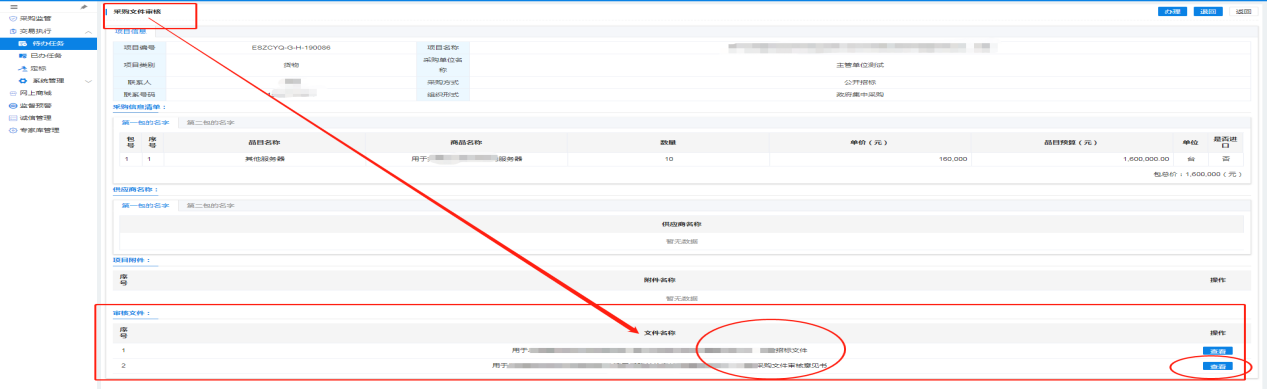 采购文件审核
办理 退回 返回
采购监管
交易执行
待办任务
已办任务
定标
系统管理
网上商城
监督预警
诚信管理
专家库管理
项目信息
项目编号 ESZCYQ-G-H-190086 项目名称
项目类别 货物 采购单位名称 主管单位测试
联系人 采购方式 公开招标
联系号码 组织形式 政府集中采购
采购信息清单：
第一包的名字 第二包的名字
包号 序号 品目名称 商品名称 数量 单价（元） 品目预算（元） 单位 是否进口
1 1 其他服务器 用于 服务器 10 160,000 1,600,000.00 台 否
包总价：1,600,000（元）
供应商名称：
第一包的名字 第二包的名字
供应商名称
暂无数据
项目附件：
序号 附件名称 操作
暂无数据
审核文件：
序号 文件名称 操作
1 用于 招标文件 查看
2 用于 采购文件审核意见书 查看